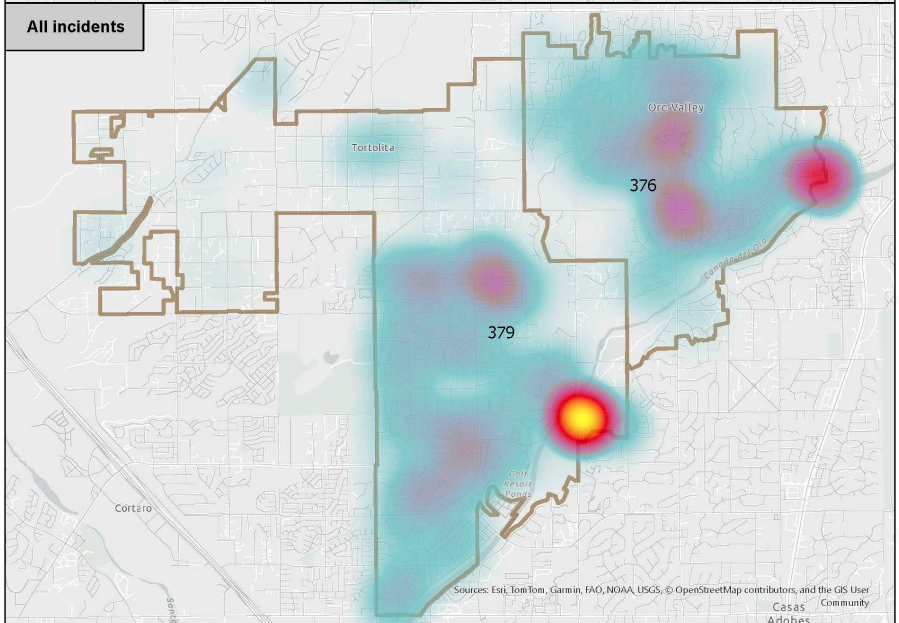 All incidents
Oro Valley
Tortolita
376
Canada del Oro
379
Golf
Resort
Ponds
Cortaro
Sources: Esri, TomTom, Garmin, FAO, NOAA, USGS, © OpenStreetMap contributors, and the GIS User
Community
Casas
Adobes